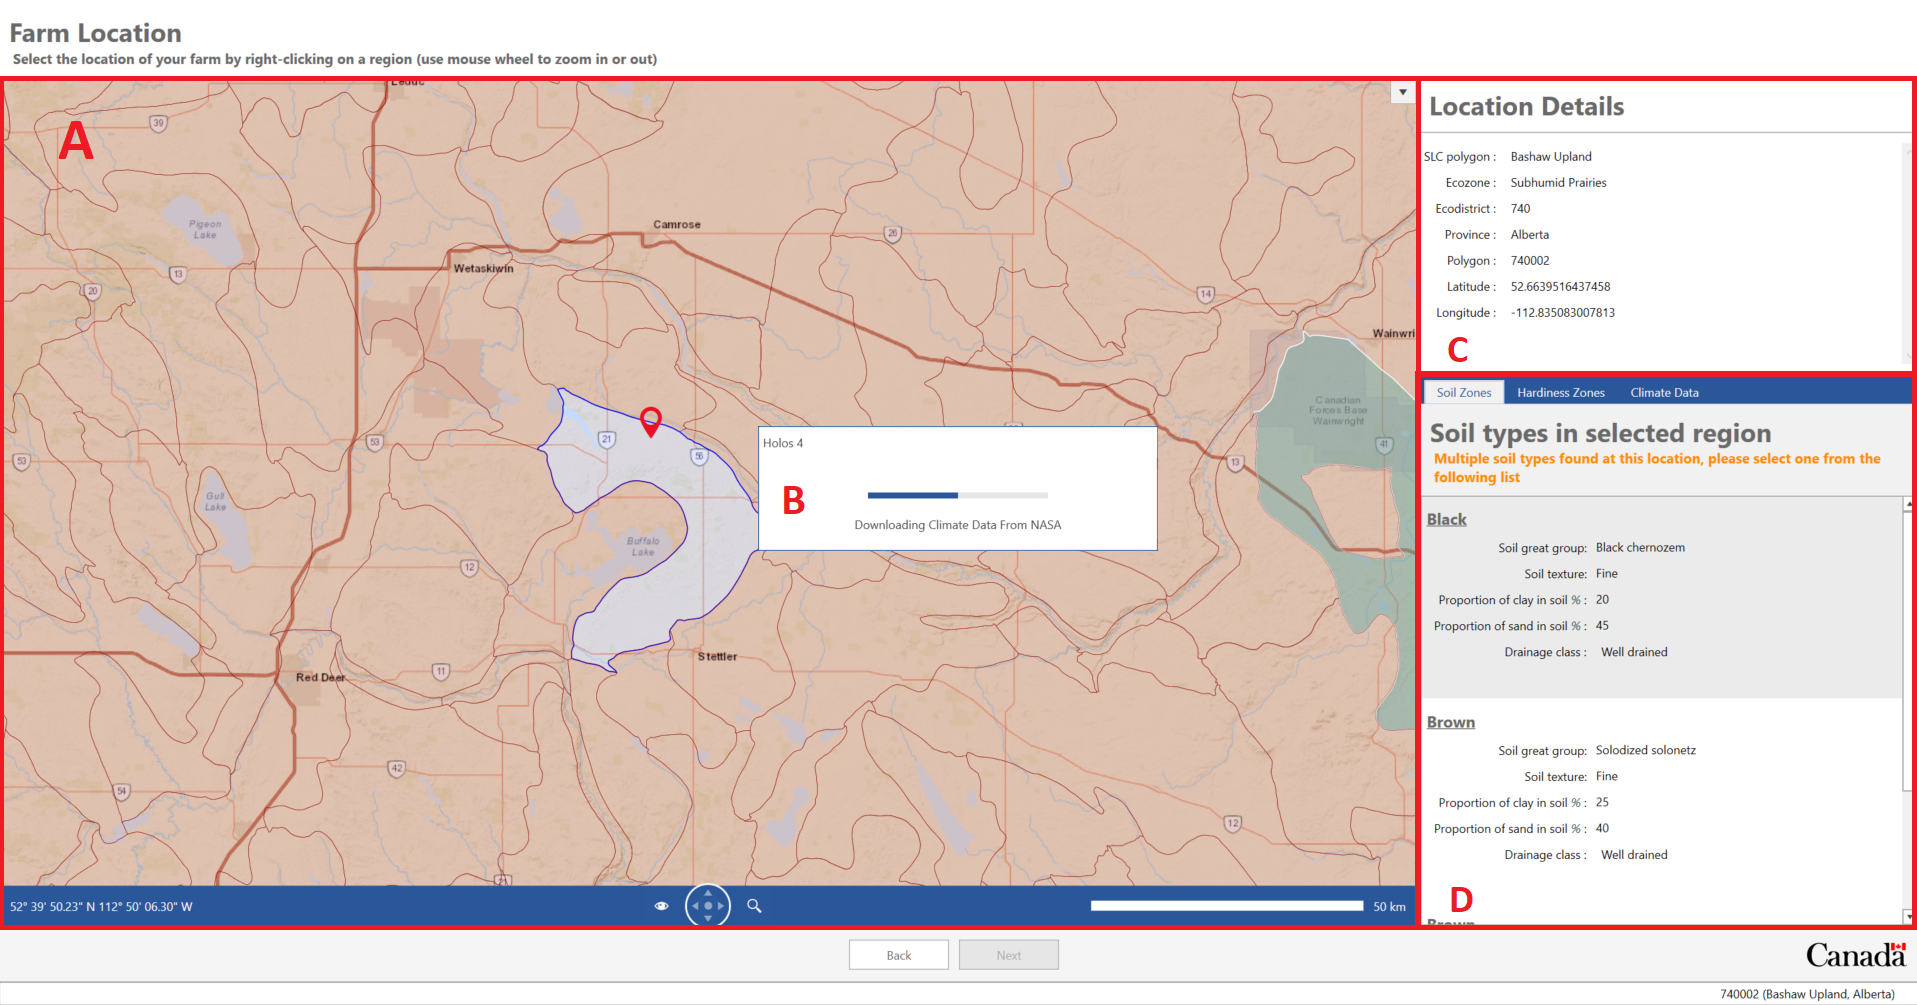 Farm Location
Select the location of your farm by right-clicking on a region (use mouse wheel to zoom in or out)
A
Leduc
39
Pigeon
Lake
Camrose
26
Wetaskiwin
13
20
14
Wainwri
Canadian
Forces Base
Wainwright
21
53
56
41
53
13
Gull
Lake
Buffalo
Lake
12
Stettler
11
Red Deer
42
54
12
21
Holos 4
B
Downloading Climate Data From NASA
52° 39' 50.23" N 112° 50' 06.30" W
50 km
Location Details
SLC polygon : Bashaw Upland
Ecozone : Subhumid Prairies
Ecodistrict : 740
Province : Alberta
Polygon : 740002
Latitude : 52.6639516437458
Longitude : -112.835083007813
C
Soil Zones Hardiness Zones Climate Data
Soil types in selected region
Multiple soil types found at this location, please select one from the
following list
Black
Soil great group: Black chernozem
Soil texture: Fine
Proportion of clay in soil % : 20
Proportion of sand in soil % : 45
Drainage class : Well drained
Brown
Soil great group: Solodized solonetz
Soil texture: Fine
Proportion of clay in soil % : 25
Proportion of sand in soil % : 40
Drainage class : Well drained
D
Brown
Back Next
Canada
740002 (Bashaw Upland, Alberta)